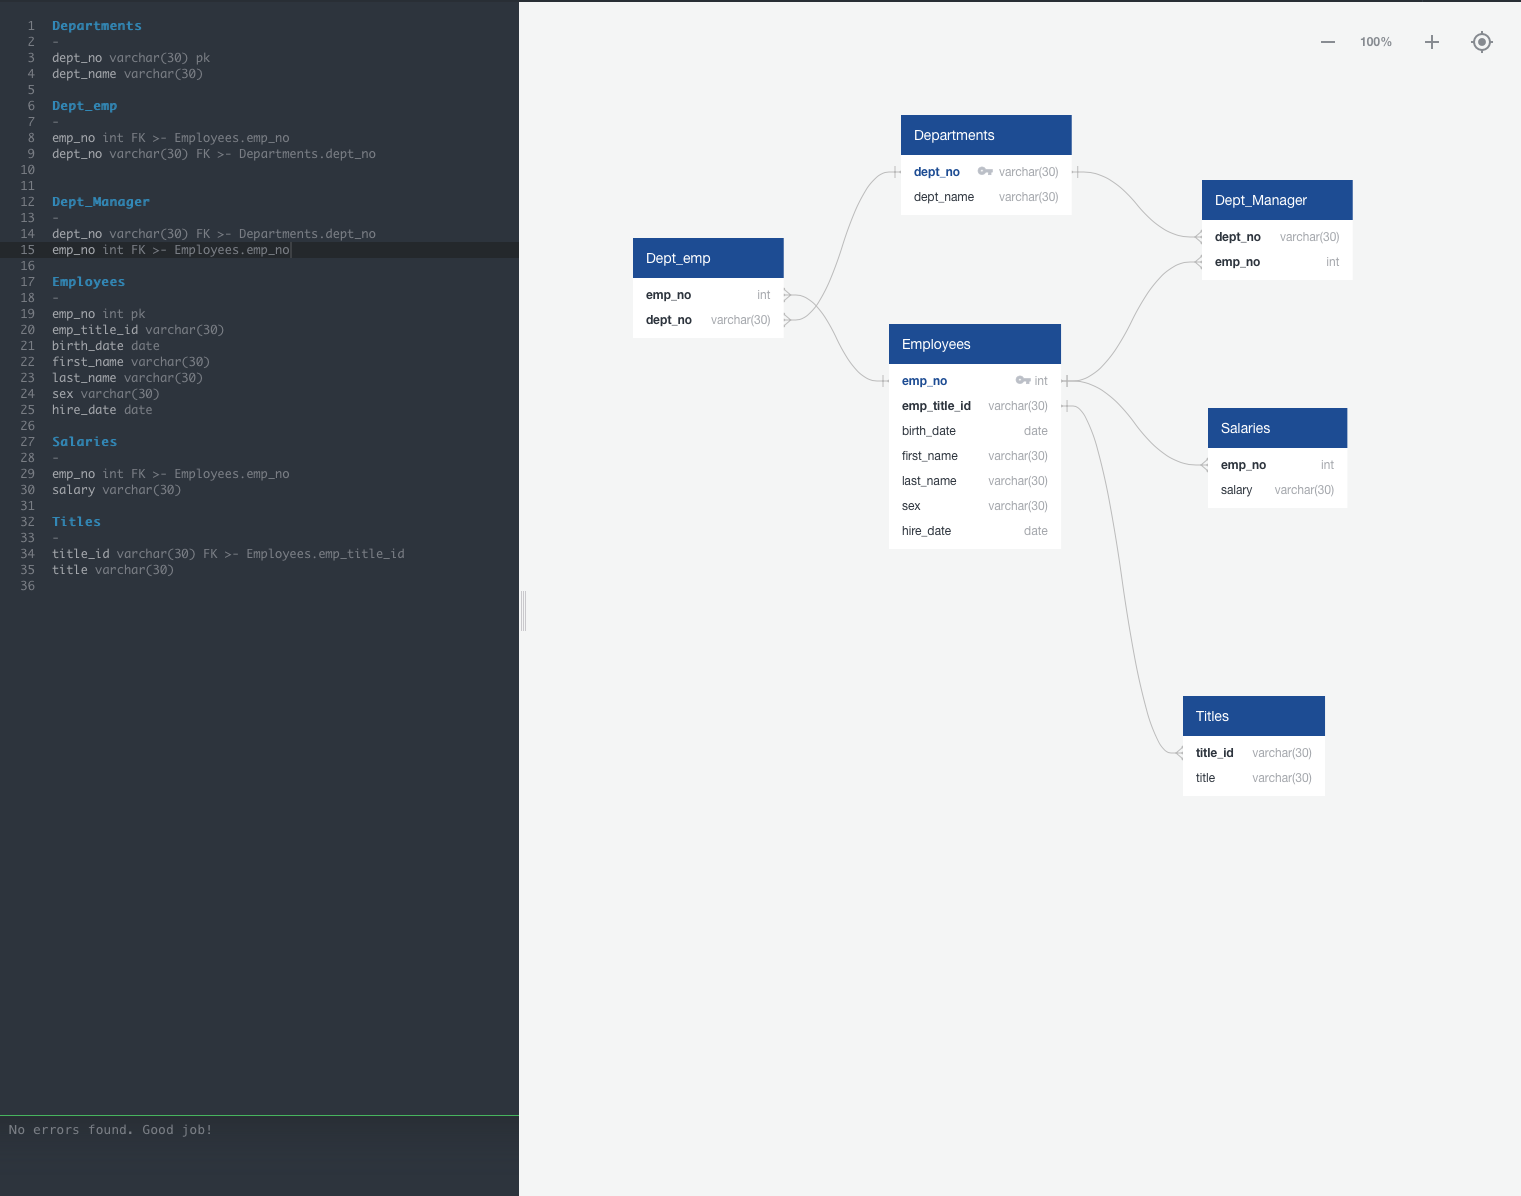 1 Departments
2 -
3 dept_no varchar(30) pk
4 dept_name varchar(30)
5
6 Dept_emp
7 -
8 emp_no int FK >- Employees.emp_no
9 dept_no varchar(30) FK >- Departments.dept_no
10
11
12 Dept_Manager
13 -
14 dept_no varchar(30) FK >- Departments.dept_no
15 emp_no int FK >- Employees.emp_no
16
17 Employees
18 -
19 emp_no int pk
20 emp_title_id varchar(30)
21 birth_date date
22 first_name varchar(30)
23 last_name varchar(30)
24 sex varchar(30)
25 hire_date date
26
27 Salaries
28 -
29 emp_no int FK >- Employees.emp_no
30 salary varchar(30)
31
32 Titles
33 -
34 title_id varchar(30) FK >- Employees.emp_title_id
35 title varchar(30)
36
No errors found. Good job!
100%
Departments
dept_no varchar(30)
dept_name varchar(30)
Dept_Manager
dept_no varchar(30)
emp_no int
Dept_emp
emp_no int
dept_no varchar(30)
Employees
emp_no int
emp_title_id varchar(30)
birth_date date
first_name varchar(30)
last_name varchar(30)
sex varchar(30)
hire_date date
Salaries
emp_no int
salary varchar(30)
Titles
title_id varchar(30)
title varchar(30)